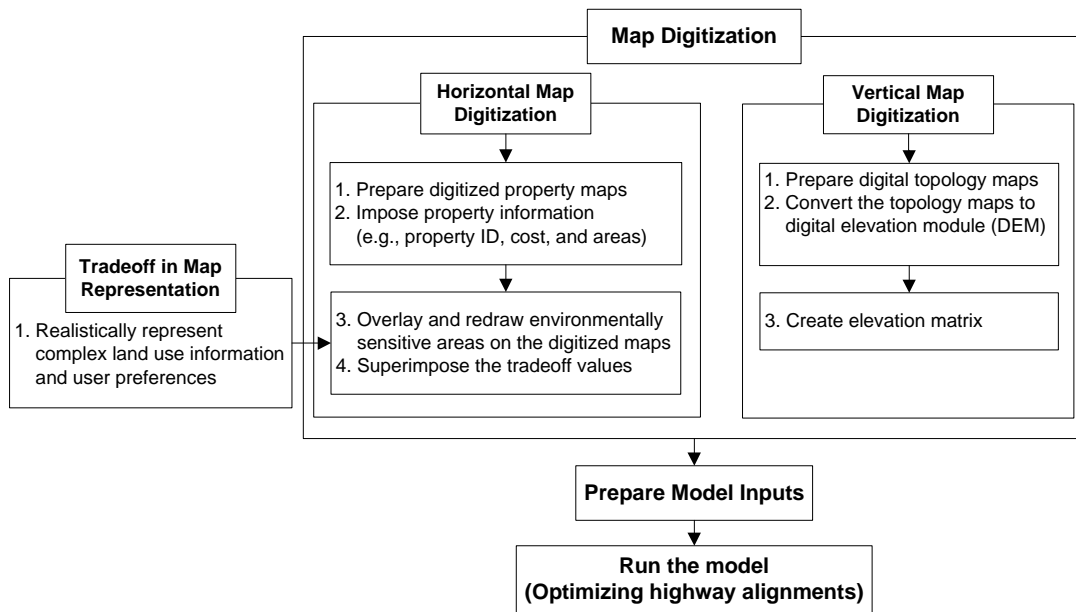 Map Digitization
Horizontal Map
Digitization
1. Prepare digitized property maps
2. Impose property information
(e.g., property ID, cost, and areas)
3. Overlay and redraw environmentally
sensitive areas on the digitized maps
4. Superimpose the tradeoff values
Vertical Map
Digitization
1. Prepare digital topology maps
2. Convert the topology maps to
digital elevation module (DEM)
3. Create elevation matrix
Tradeoff in Map
Representation
1. Realistically represent
complex land use information
and user preferences
Prepare Model Inputs
Run the model
(Optimizing highway alignments)